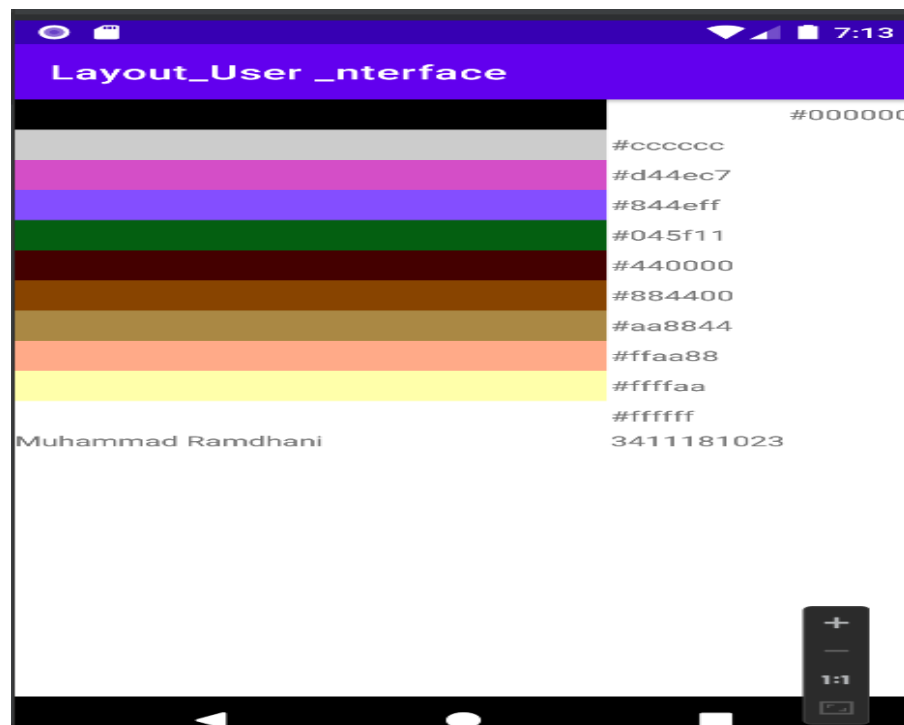 7:13
Layout_User _nterface
#000000
#cccccc
#d44ec7
#844eff
#045f11
#440000
#884400
#aa8844
#ffaa88
#ffffaa
#ffffff
Muhammad Ramdhani 3411181023
1:1